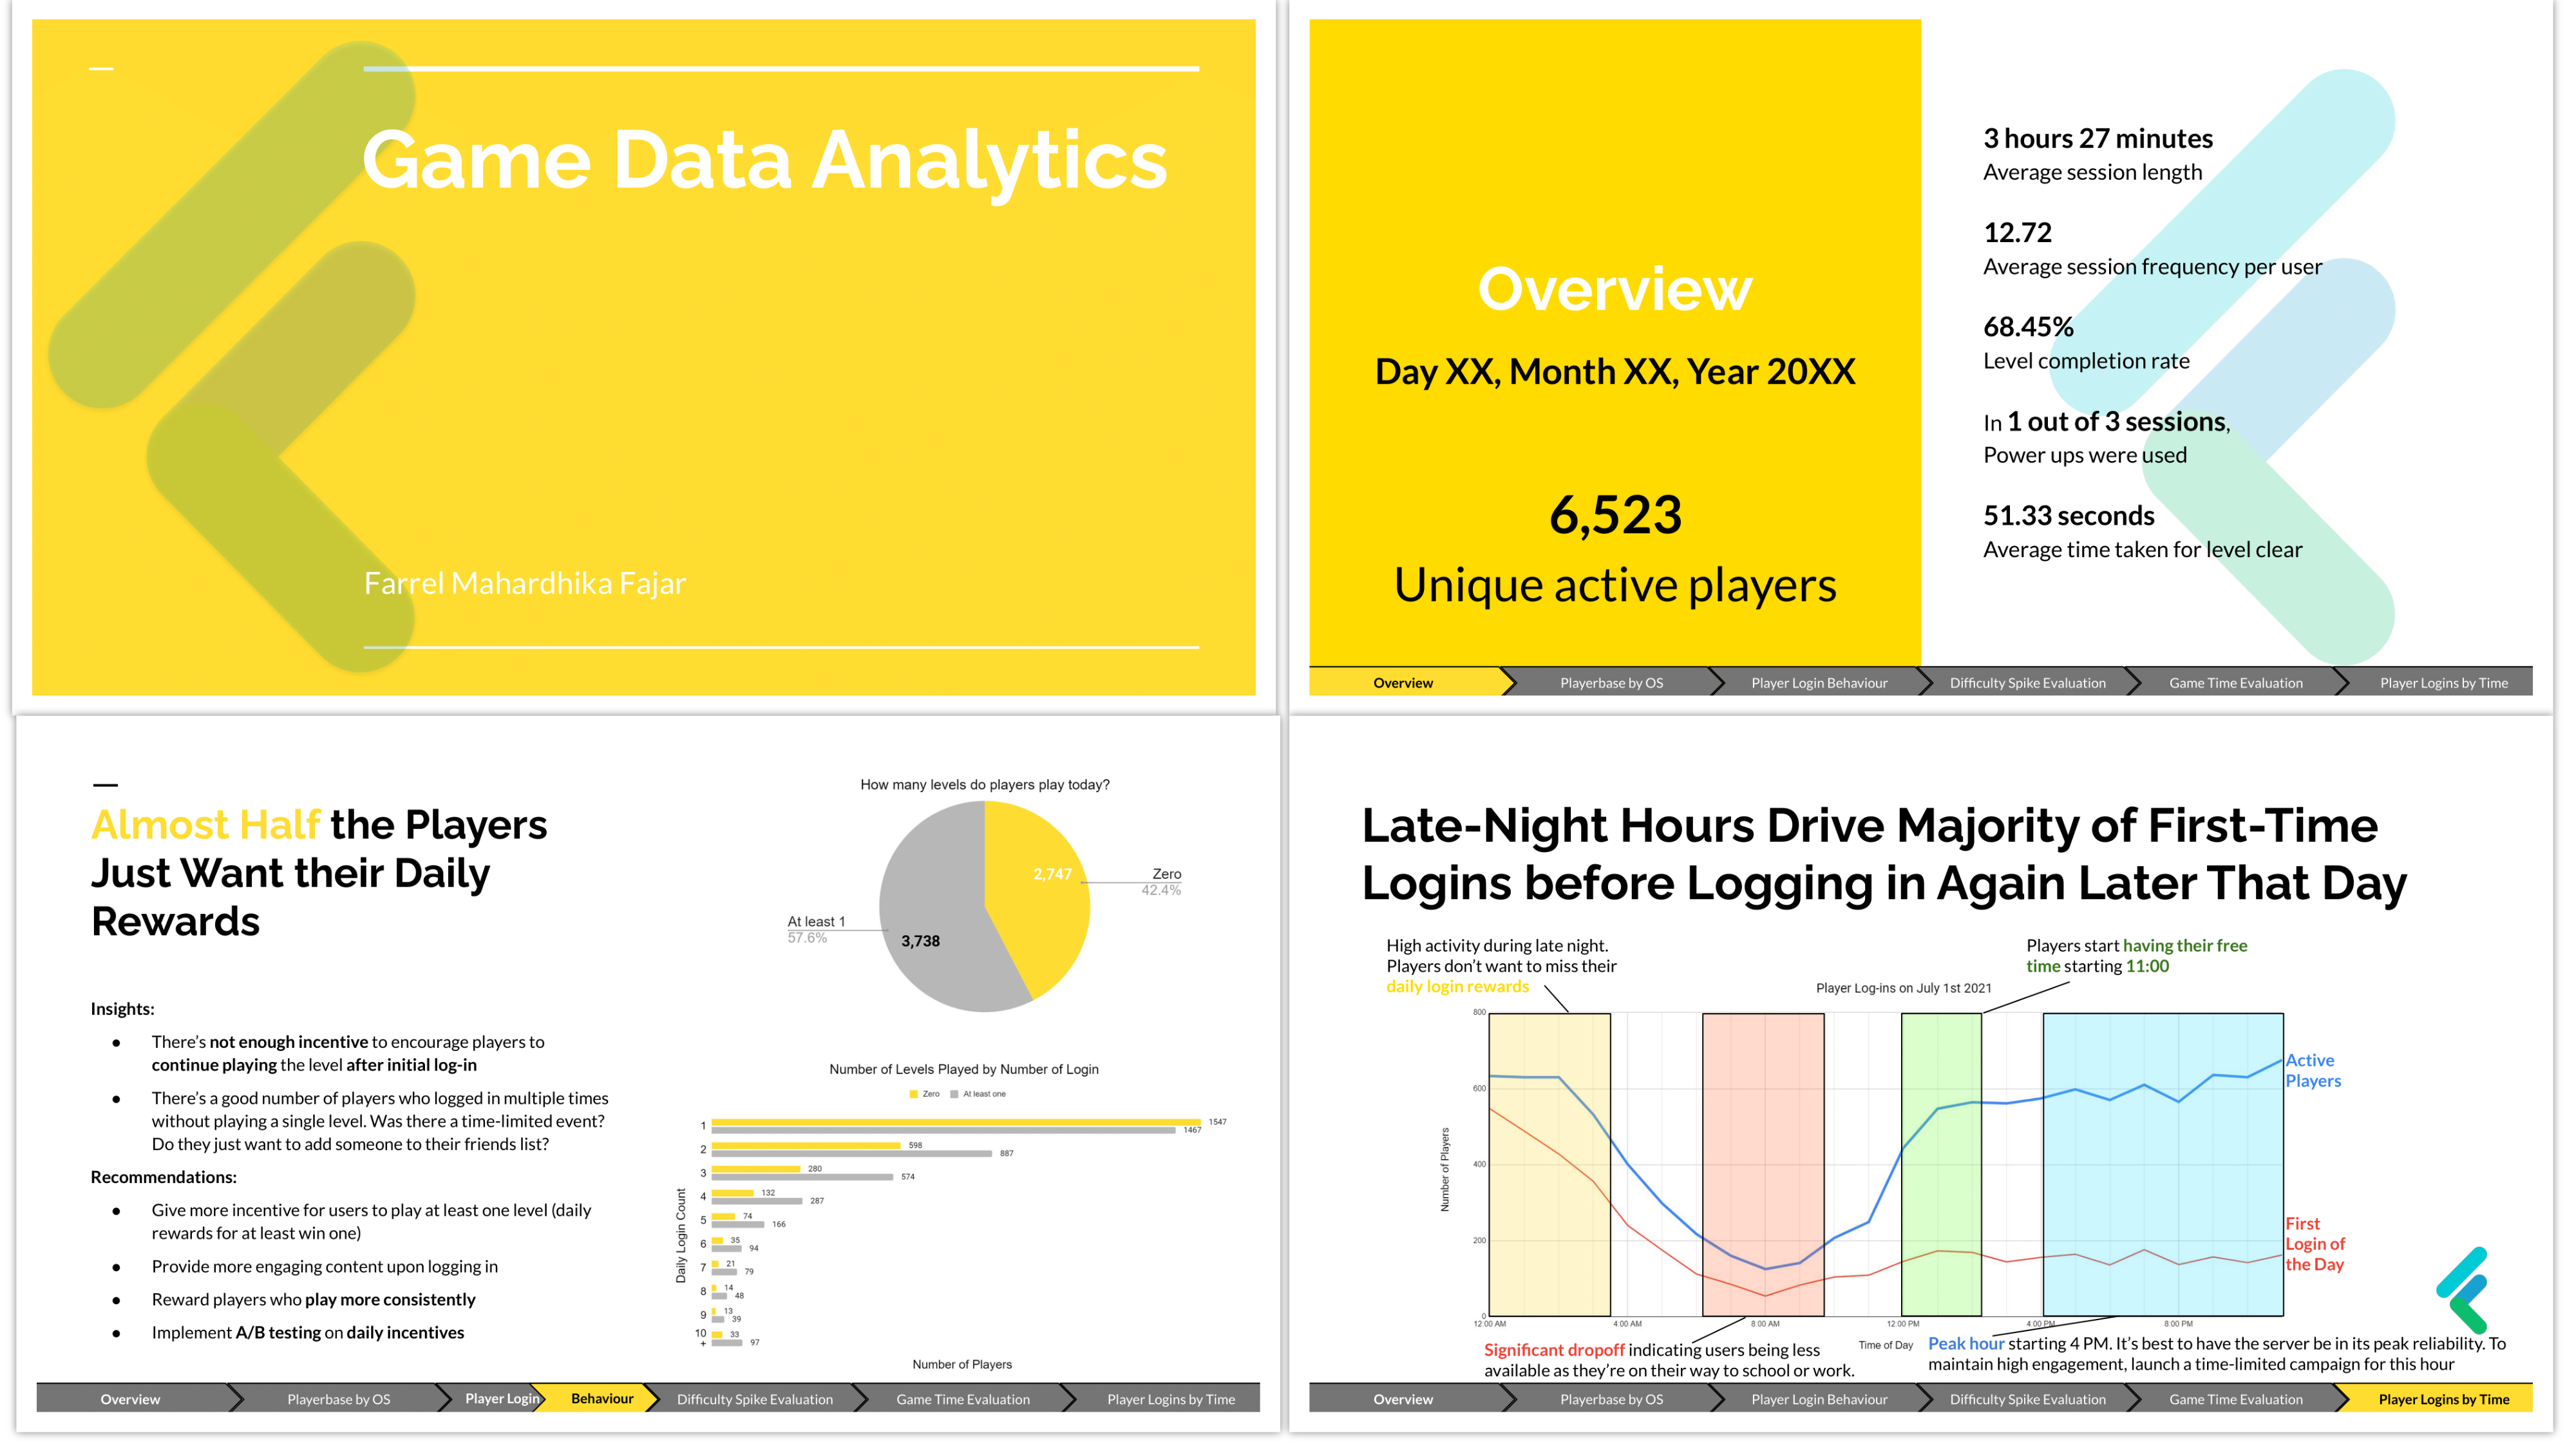 Game Data Analytics
Farrel Mahardhika Fajar
Overview
Day XX, Month XX, Year 20XX
6,523
Unique active players
3 hours 27 minutes
Average session length
12.72
Average session frequency per user
68.45%
Level completion rate
In 1 out of 3 sessions,
Power ups were used
51.33 seconds
Average time taken for level clear
Overview
Playerbase by OS
Player Login Behaviour
Difficulty Spike Evaluation
Game Time Evaluation
Player Logins by Time
Almost Half the Players
Just Want their Daily
Rewards
Insights:
● There's not enough incentive to encourage players to
continue playing the level after initial log-in
● There's a good number of players who logged in multiple times
without playing a single level. Was there a time-limited event?
Do they just want to add someone to their friends list?
Recommendations:
● Give more incentive for users to play at least one level (daily
rewards for at least win one)
● Provide more engaging content upon logging in
● Reward players who play more consistently
● Implement A/B testing on daily incentives
How many levels do players play today?
2,747
Zero
42.4%
At least 1
57.6%
3,738
Number of Levels Played by Number of Login
Zero
At least one
Daily Login Count
1
1547
1467
2
598
887
3
280
574
4
132
287
5
74
166
6
35
94
7
21
79
8
14
48
9
13
39
10
+
33
97
Number of Players
Overview
Playerbase by OS
Player Login
Behaviour
Difficulty Spike Evaluation
Game Time Evaluation
Player Logins by Time
Late-Night Hours Drive Majority of First-Time
Logins before Logging in Again Later That Day
High activity during late night.
Players don't want to miss their
daily login rewards
Players start having their free
time starting 11:00
Player Log-ins on July 1st 2021
Number of Players
800
600
400
200
0
12:00 AM
4:00 AM
8:00 AM
12:00 PM
4:00 PM
8:00 PM
Time of Day
Active
Players
First
Login of
the Day
Significant dropoff indicating users being less
available as they're on their way to school or work.
Peak hour starting 4 PM. It's best to have the server be in its peak reliability. To
maintain high engagement, launch a time-limited campaign for this hour
Overview
Playerbase by OS
Player Login Behaviour
Difficulty Spike Evaluation
Game Time Evaluation
Player Logins by Time